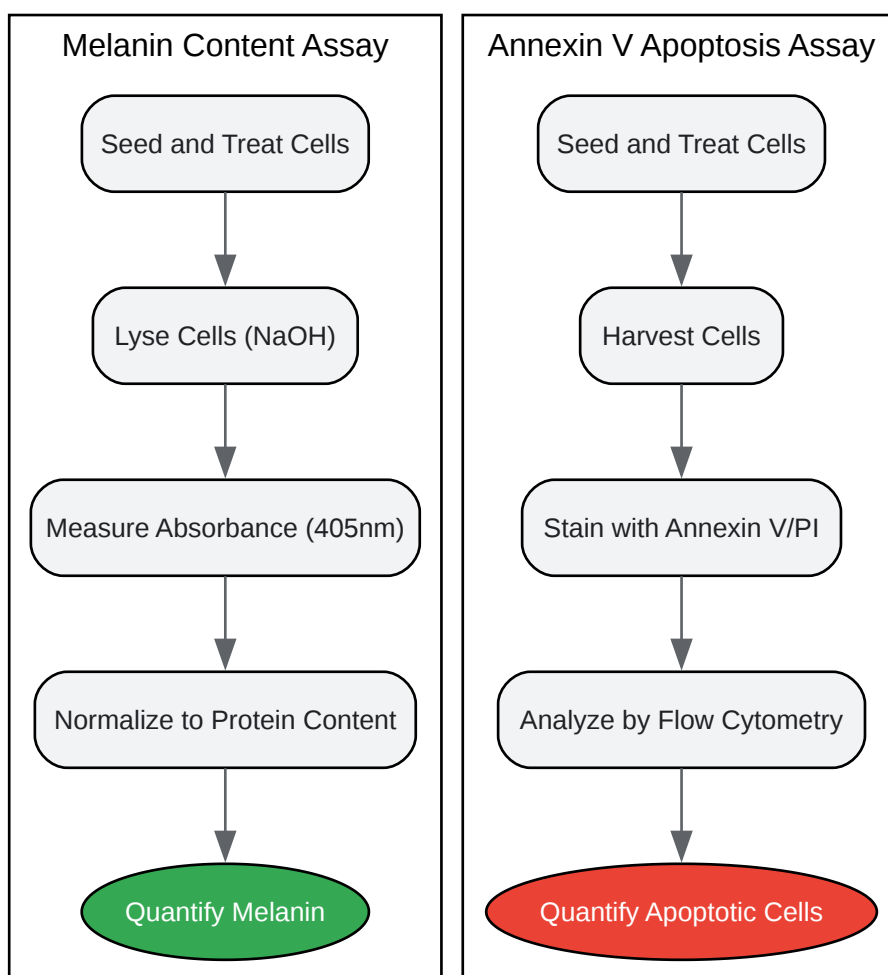 Melanin Content Assay
Seed and Treat Cells
Lyse Cells (NaOH)
Measure Absorbance (405nm)
Normalize to Protein Content
Quantify Melanin
Annexin V Apoptosis Assay
Seed and Treat Cells
Harvest Cells
Stain with Annexin V/PI
Analyze by Flow Cytometry
Quantify Apoptotic Cells